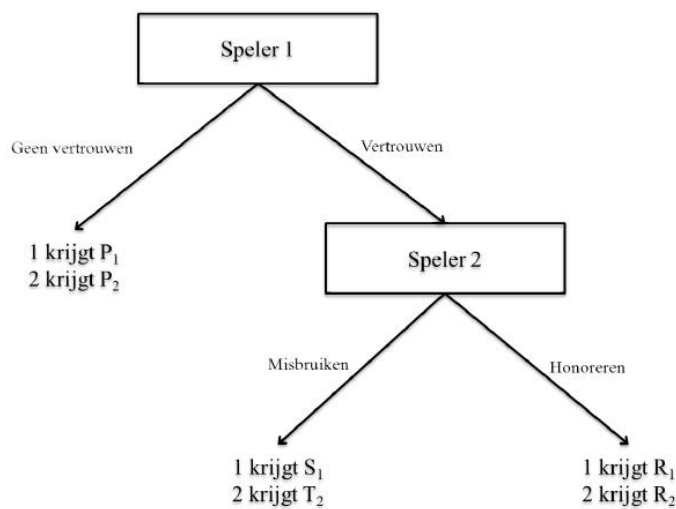 Speler 1
Geen vertrouwen
Vertrouwen
1 krijgt P₁
2 krijgt P₂
Speler 2
Misbruiken
Honoreren
1 krijgt S₁
2 krijgt T₂
1 krijgt R₁
2 krijgt R₂